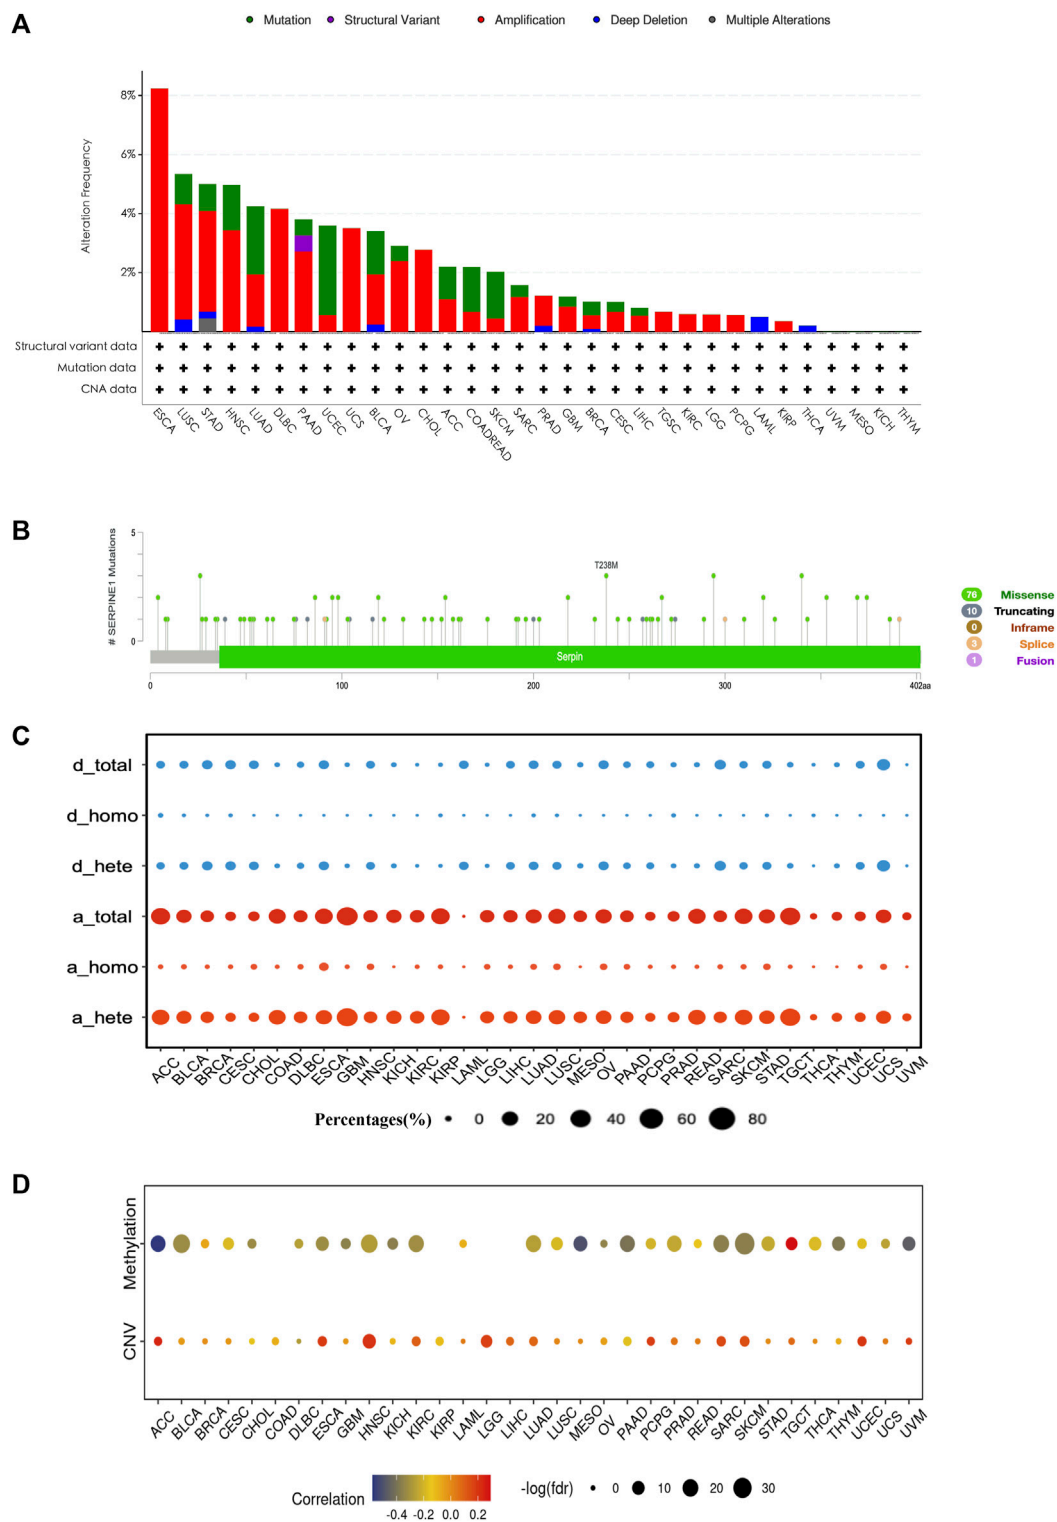 A
Mutation Structural Variant Amplification Deep Deletion Multiple Alterations
Alteration Frequency
8%
6%
4%
2%
Structural variant data
Mutation data
CNA data
ESCA LUSC STAD HNSC LUAD DLBC PAAD UCEC UCS BLCA OV CHOL ACC COADREAD SKCM SARC PRAD GBM BRCA CESC LIHC TGSC KIRC LGG PCPG LAML KIRP THCA UVM MESO KICH THYM
B
# SERPINE1 Mutations
5
0
T238M
Serpin
0 100 200 300 402aa
76 Missense
10 Truncating
0 Inframe
3 Splice
1 Fusion
C
d_total
d_homo
d_hete
a_total
a_homo
a_hete
ACC BLCA BRCA CESC CHOL COAD DLBC ESCA GBM HNSC KICH KIRC KIRP LAML LGG LIHC LUAD LUSC MESO OV PAAD PCPG PRAD READ SARC SKCM STAD TGCT THCA THYM UCEC UCS UVM
Percentages(%) 0 20 40 60 80
D
Methylation
CNV
ACC BLCA BRCA CESC CHOL COAD DLBC ESCA GBM HNSC KICH KIRC KIRP LAML LGG LIHC LUAD LUSC MESO OV PAAD PCPG PRAD READ SARC SKCM STAD TGCT THCA THYM UCEC UCS UVM
Correlation
-0.4 -0.2 0.0 0.2
-log(fdr) 0 10 20 30